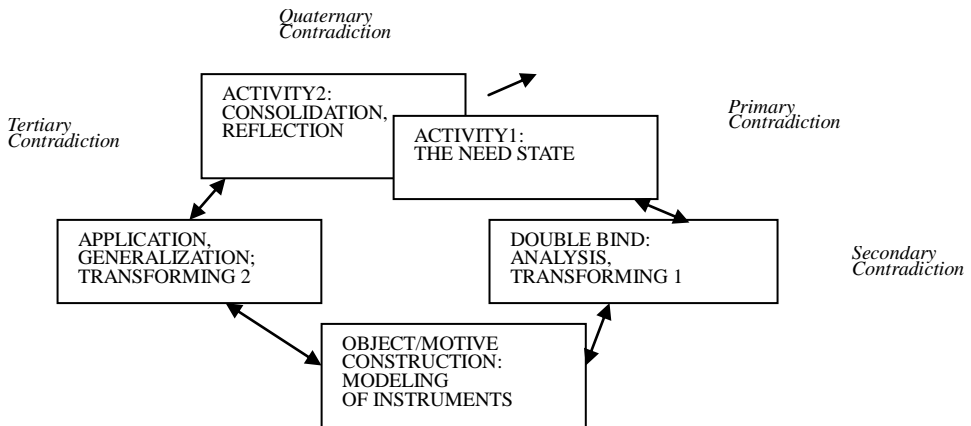 Quaternary
Contradiction
ACTIVITY2:
CONSOLIDATION,
REFLECTION
Tertiary
Contradiction
ACTIVITY1:
THE NEED STATE
Primary
Contradiction
APPLICATION,
GENERALIZATION;
TRANSFORMING 2
DOUBLE BIND:
ANALYSIS,
TRANSFORMING 1
Secondary
Contradiction
OBJECT/MOTIVE
CONSTRUCTION:
MODELING
OF INSTRUMENTS